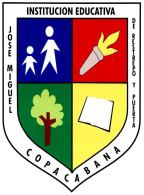 INSTITUCION EDUCATIVA
JOSE MIGUEL
DE RESTREPO Y PUERTA
COPACABANA